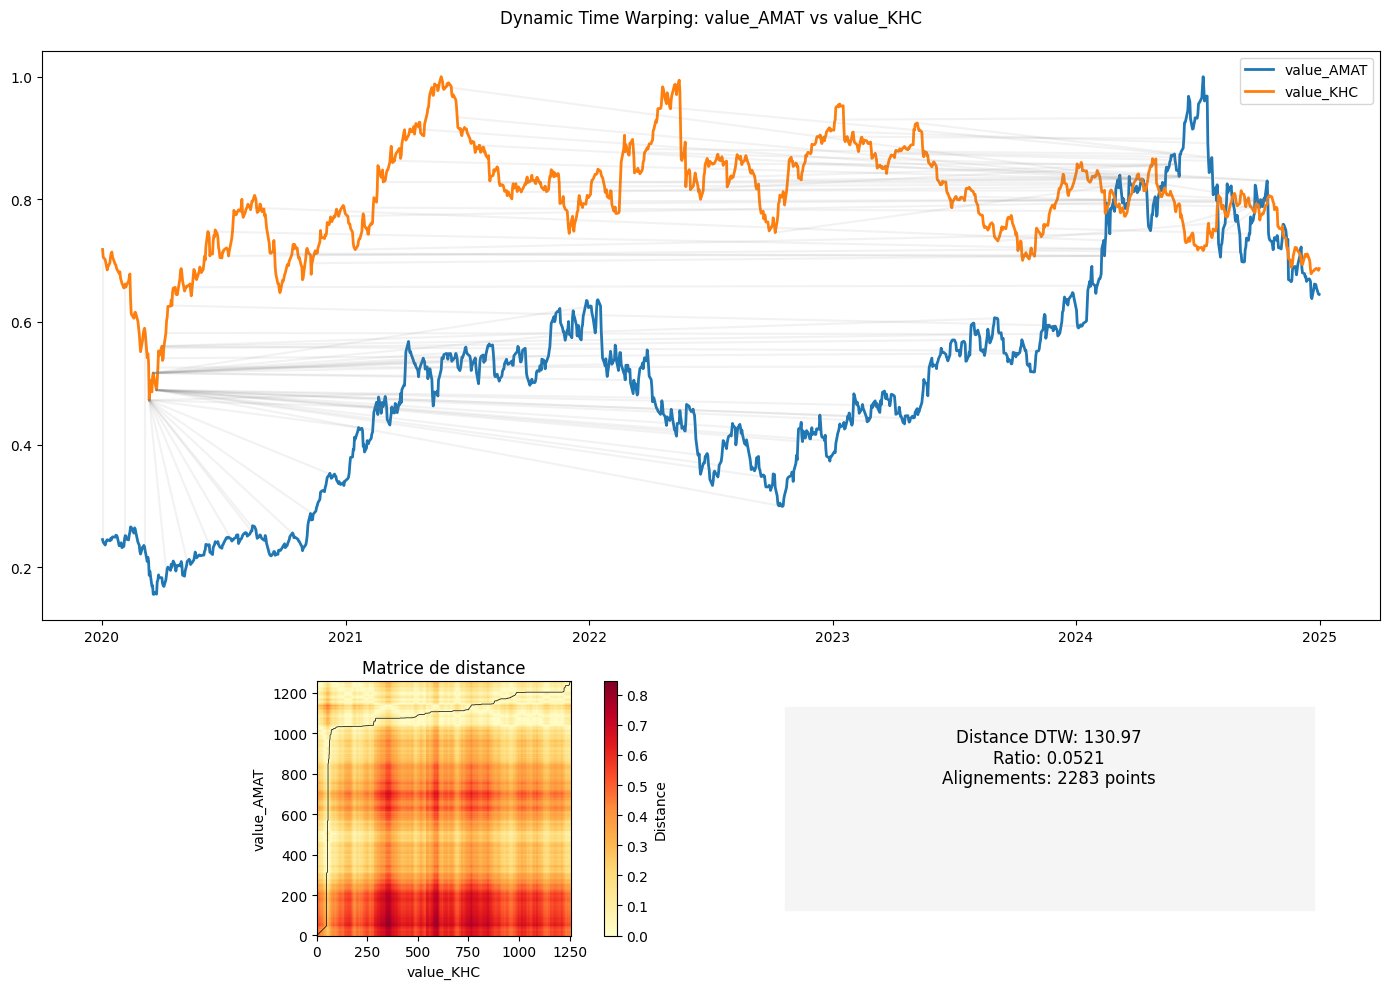 Dynamic Time Warping: value_AMAT vs value_KHC
value_AMAT
value_KHC
1.0
0.8
0.6
0.4
0.2
2020 2021 2022 2023 2024 2025
Matrice de distance
value_AMAT
1200
1000
800
600
400
200
0
0 250 500 750 1000 1250
value_KHC
0.8
0.7
0.6
0.5
0.4
0.3
0.2
0.1
0.0
Distance
Distance DTW: 130.97
Ratio: 0.0521
Alignements: 2283 points